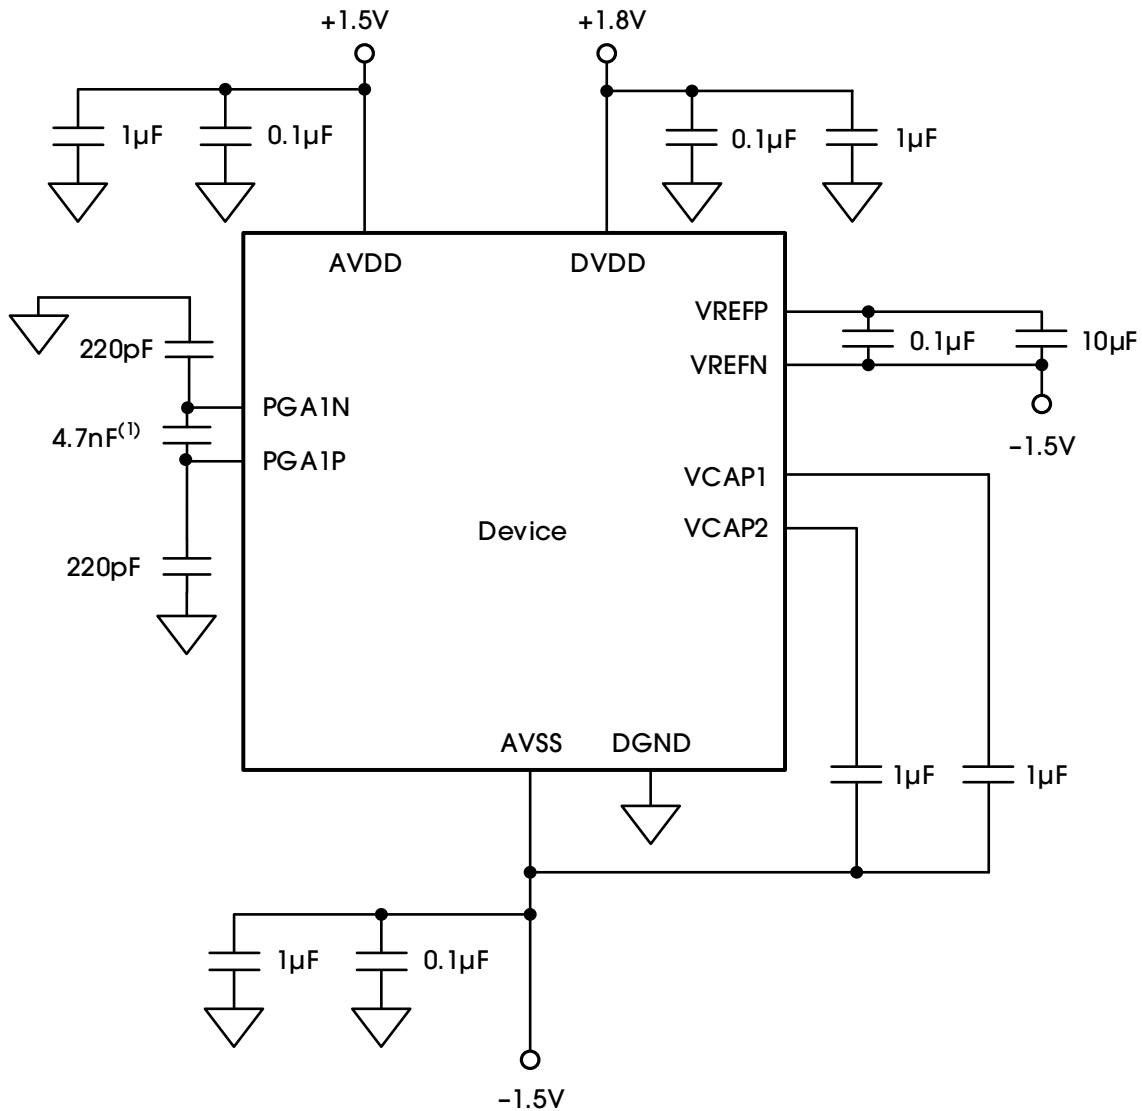 +1.5V
+1.8V
1µF
0.1µF
0.1µF
1µF
AVDD
DVDD
VREFP
0.1µF
10µF
220pF
VREFN
PGA1N
4.7nF(1)
–1.5V
PGA1P
VCAP1
Device
VCAP2
220pF
AVSS
DGND
1µF
1µF
1µF
0.1µF
–1.5V